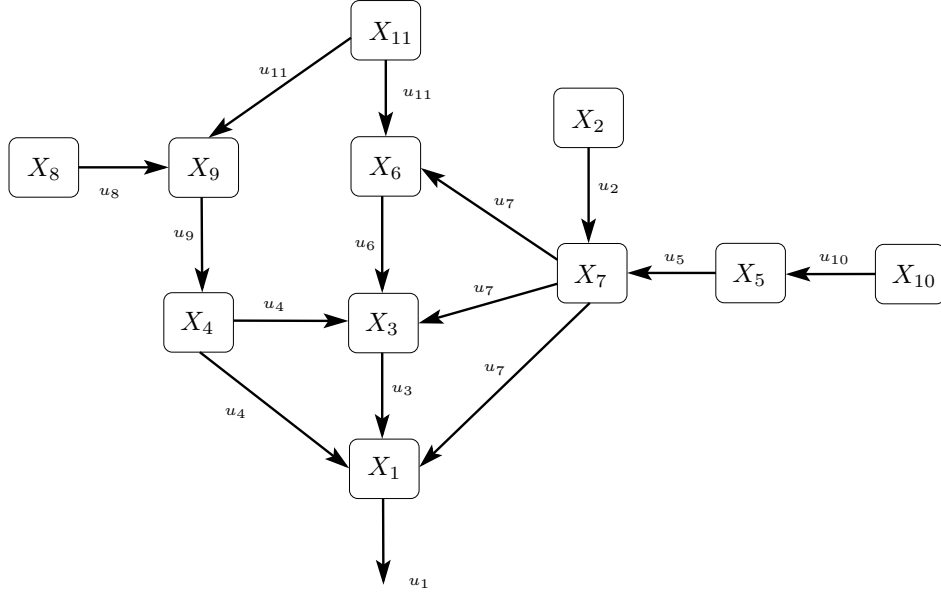 X₁₁
u₁₁
u₁₁
X₂
X₈
u₈
X₉
X₆
u₂
u₇
u₉
u₆
X₇
u₅
X₅
u₁₀
X₁₀
u₇
X₄
u₄
X₃
u₇
u₄
u₃
X₁
u₁